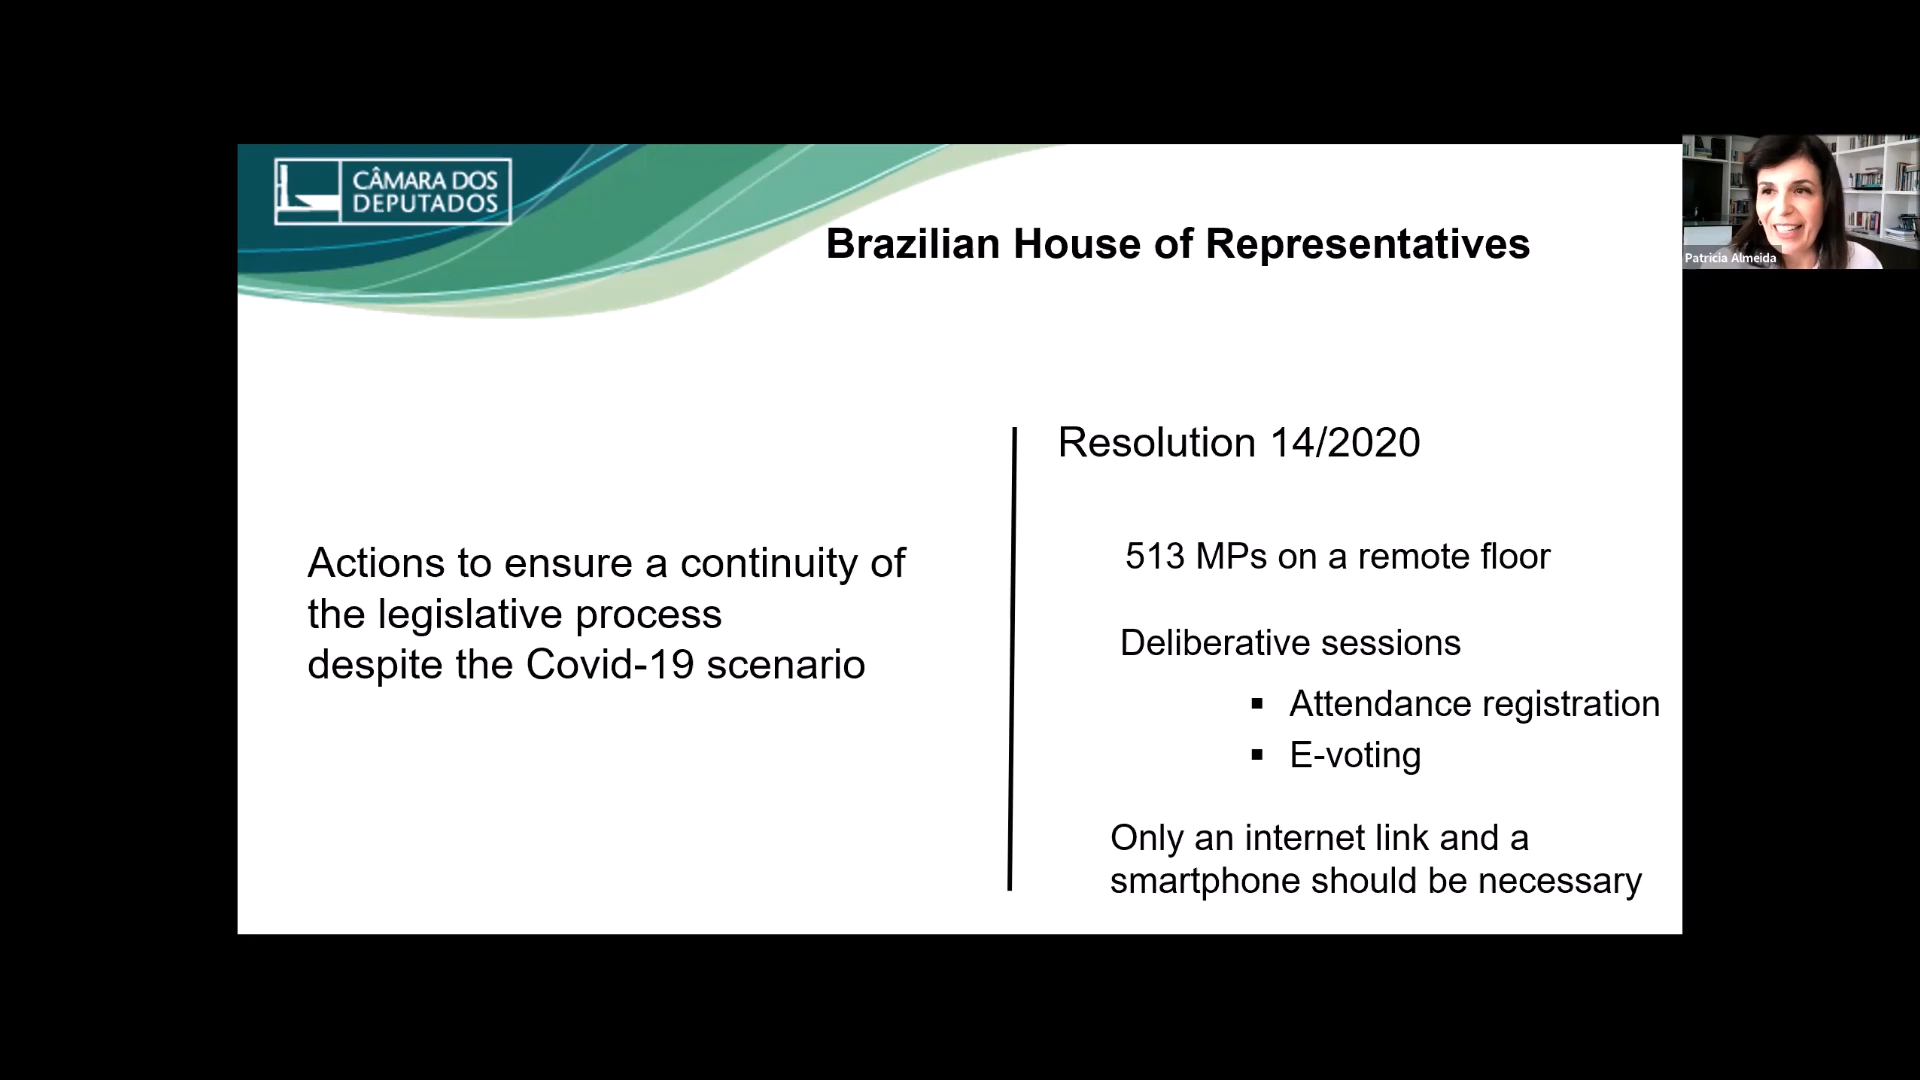 CÂMARA DOS
DEPUTADOS
Brazilian House of Representatives
Patricia Almeida
Actions to ensure a continuity of
the legislative process
despite the Covid-19 scenario
Resolution 14/2020
513 MPs on a remote floor
Deliberative sessions
▪ Attendance registration
▪ E-voting
Only an internet link and a
smartphone should be necessary